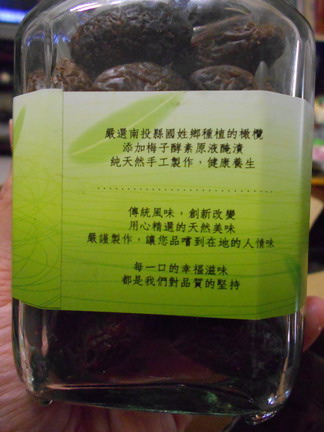 嚴選南投縣國姓鄉種植的橄欖
添加梅子酵素原液醃漬
純天然手工製作，健康養生
傳統風味，創新改變
用心精選的天然美味
嚴謹製作，讓您品嚐到在地的人情味
每一口的幸福滋味
都是我們對品質的堅持